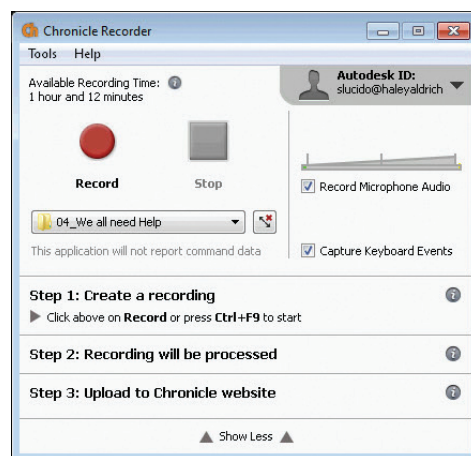 Chronicle Recorder
Tools Help
Available Recording Time:
1 hour and 12 minutes
Autodesk ID:
slucido@haleyaldrich
Record
Stop
Record Microphone Audio
04_We all need Help
This application will not report command data
Capture Keyboard Events
Step 1: Create a recording
Click above on Record or press Ctrl+F9 to start
Step 2: Recording will be processed
Step 3: Upload to Chronicle website
Show Less